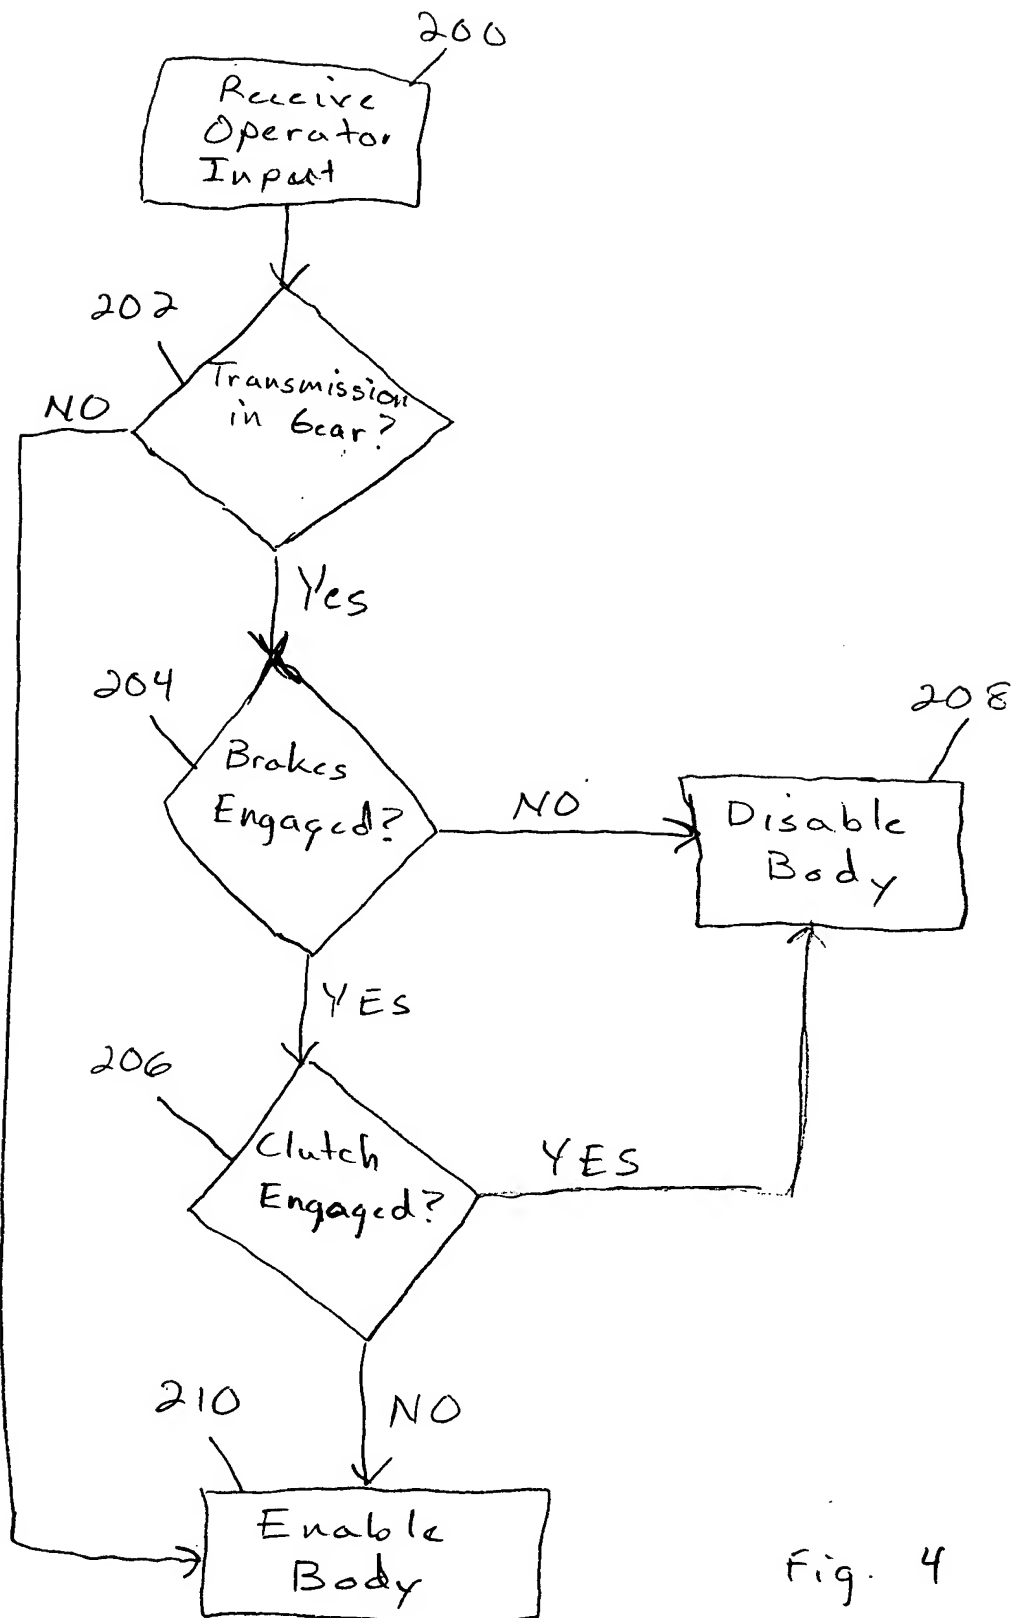 200
Receive
Operator
Input
202
Transmission
in Gear?
NO
Yes
204
Brakes
Engaged?
NO
208
Disable
Body
YES
206
Clutch
Engaged?
YES
210
NO
Enable
Body
Fig. 4